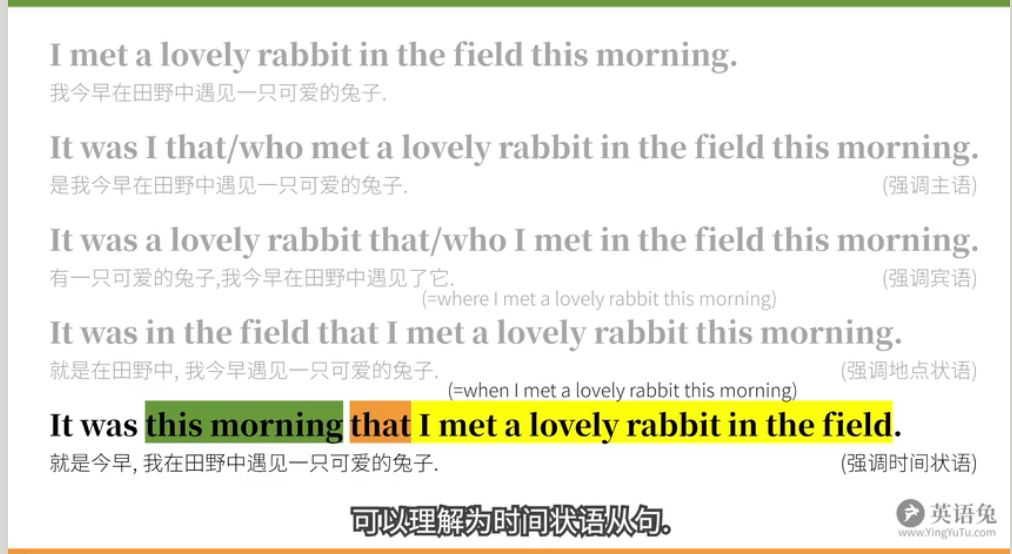 I met a lovely rabbit in the field this morning.
我今早在田野中遇见一只可爱的兔子.
It was I that/who met a lovely rabbit in the field this morning.
是我今早在田野中遇见一只可爱的兔子. (强调主语)
It was a lovely rabbit that/who I met in the field this morning.
有一只可爱的兔子,我今早在田野中遇见了它. (强调宾语)
(=where I met a lovely rabbit this morning)
It was in the field that I met a lovely rabbit this morning.
就是在田野中, 我今早遇见一只可爱的兔子. (强调地点状语)
(=when I met a lovely rabbit this morning)
It was this morning that I met a lovely rabbit in the field.
就是今早, 我在田野中遇见一只可爱的兔子. (强调时间状语)
可以理解为时间状语从句.
英语兔
www.YingYuTu.com